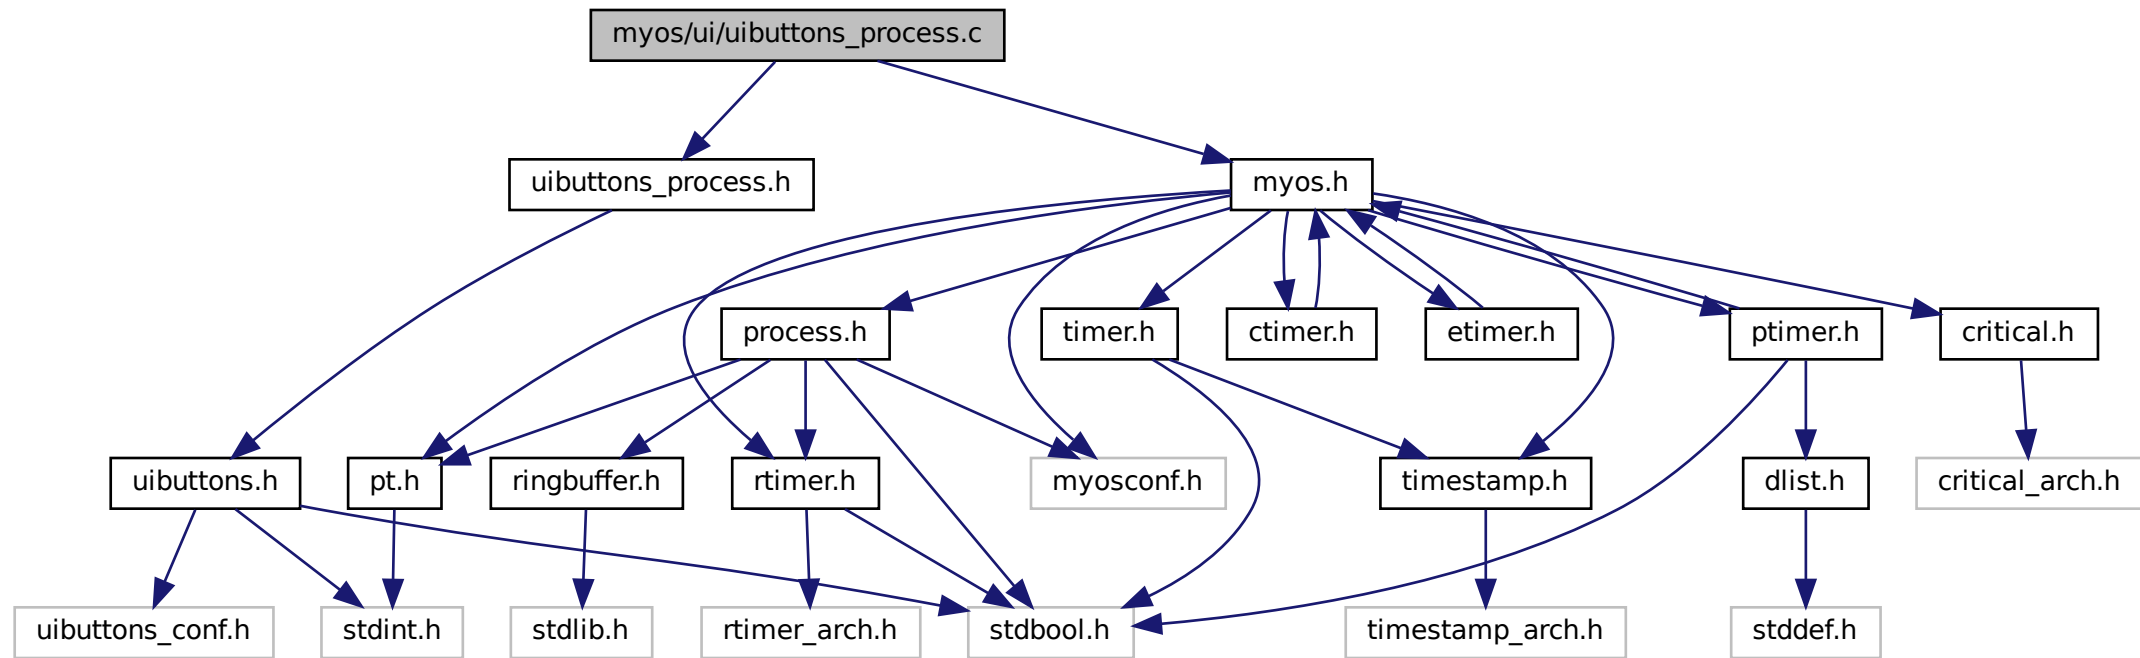 myos/ui/uibuttons_process.c
uibuttons_process.h
myos.h
process.h
timer.h
ctimer.h
etimer.h
ptimer.h
critical.h
uibuttons.h
pt.h
ringbuffer.h
rtimer.h
myosconf.h
timestamp.h
dlist.h
critical_arch.h
uibuttons_conf.h
stdint.h
stdlib.h
rtimer_arch.h
stdbool.h
timestamp_arch.h
stddef.h